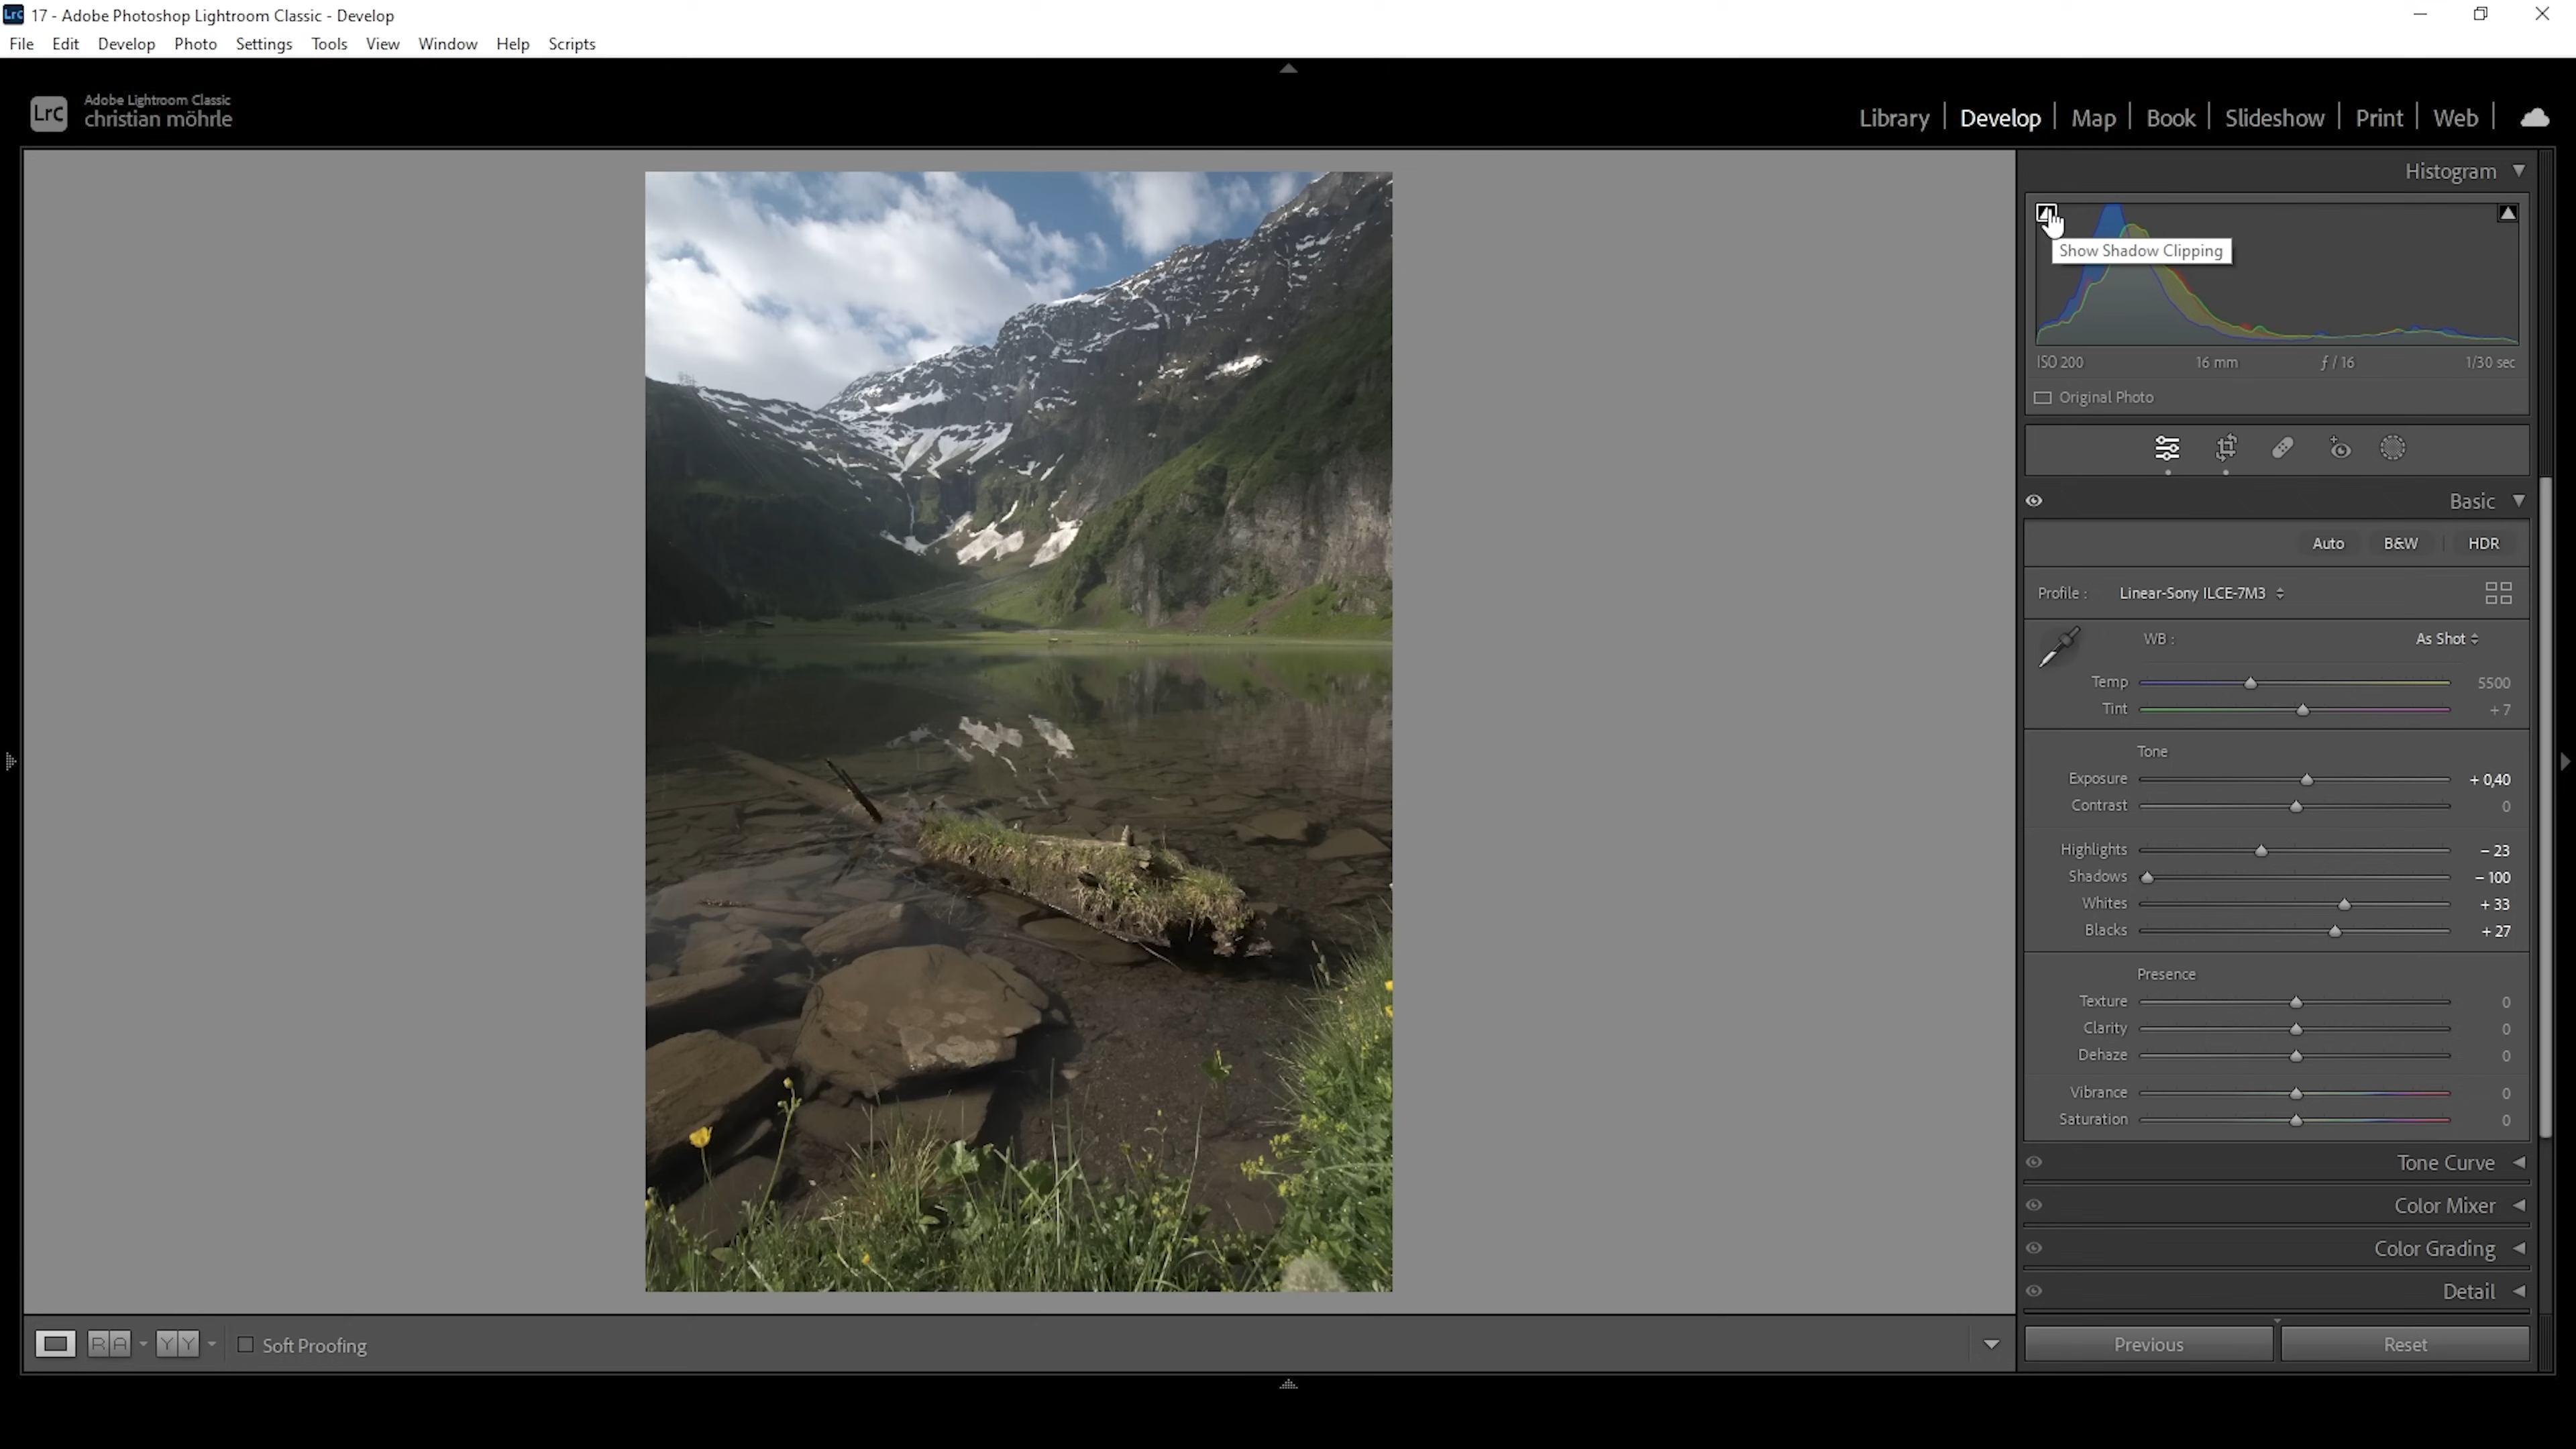 Lrc 17 - Adobe Photoshop Lightroom Classic - Develop
File Edit Develop Photo Settings Tools View Window Help Scripts
Lrc Adobe Lightroom Classic
christian möhrle
Library | Develop | Map | Book | Slideshow | Print | Web |
Histogram
Show Shadow Clipping
ISO 200 16 mm ƒ / 16 1/30 sec
Original Photo
Basic
Auto B&W HDR
Profile : Linear-Sony ILCE-7M3
WB : As Shot
Temp 5500
Tint + 7
Tone
Exposure + 0,40
Contrast 0
Highlights - 23
Shadows - 100
Whites + 33
Blacks + 27
Presence
Texture 0
Clarity 0
Dehaze 0
Vibrance 0
Saturation 0
Tone Curve
Color Mixer
Color Grading
Detail
RA YY Soft Proofing
Previous Reset